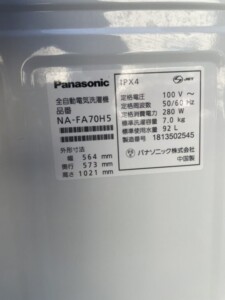 Panasonic
全自動電気洗濯機
品番
NA-FA70H5
外形寸法
幅 564 mm
奥行 573 mm
高さ 1021 mm
IPX4
JET
定格電圧 100 V ～
定格周波数 50/60 Hz
定格消費電力 280 W
標準洗濯容量 7.0 kg
標準使用水量 92 L
製造番号 1813502545
パナソニック株式会社
中国製